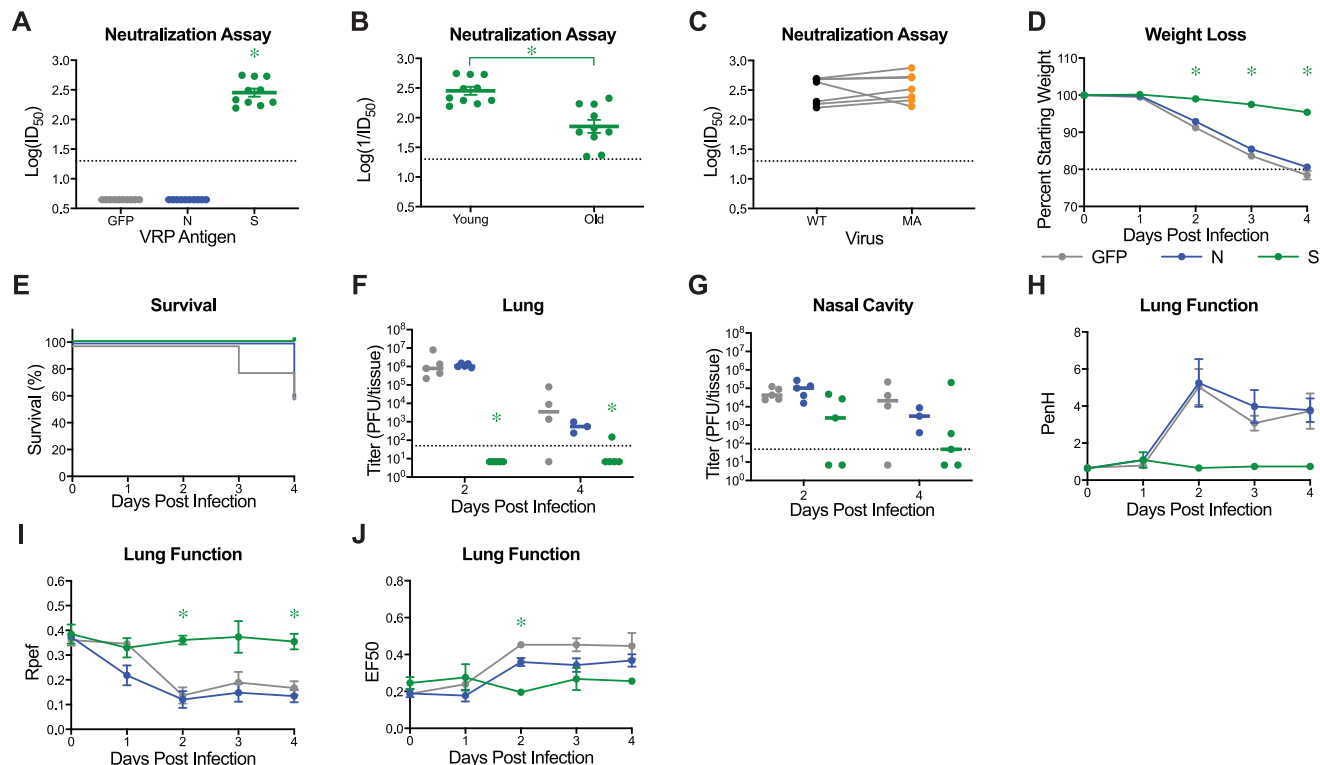 A
Neutralization Assay
*
3.0
2.5
2.0
1.5
1.0
0.5
Log(ID50)
GFP
N
S
VRP Antigen
B
Neutralization Assay
*
3.0
2.5
2.0
1.5
1.0
0.5
Log(1/ID50)
Young
Old
C
Neutralization Assay
3.0
2.5
2.0
1.5
1.0
0.5
Log(ID50)
WT
MA
Virus
D
Weight Loss
* * *
110
100
90
80
70
Percent Starting Weight
0 1 2 3 4
Days Post Infection
GFP N S
E
Survival
100
80
60
40
20
0
Survival (%)
0 1 2 3 4
Days Post Infection
F
Lung
10^8
10^7
10^6
10^5
10^4
10^3
10^2
10^1
10^0
Titer (PFU/tissue)
* *
2 4
Days Post Infection
G
Nasal Cavity
10^8
10^7
10^6
10^5
10^4
10^3
10^2
10^1
10^0
Titer (PFU/tissue)
2 4
Days Post Infection
H
Lung Function
8
6
4
2
0
PenH
0 1 2 3 4
Days Post Infection
I
Lung Function
0.6
0.5
0.4
0.3
0.2
0.1
0.0
Rpef
* *
0 1 2 3 4
Days Post Infection
J
Lung Function
0.8
0.6
0.4
0.2
0.0
EF50
*
0 1 2 3 4
Days Post Infection